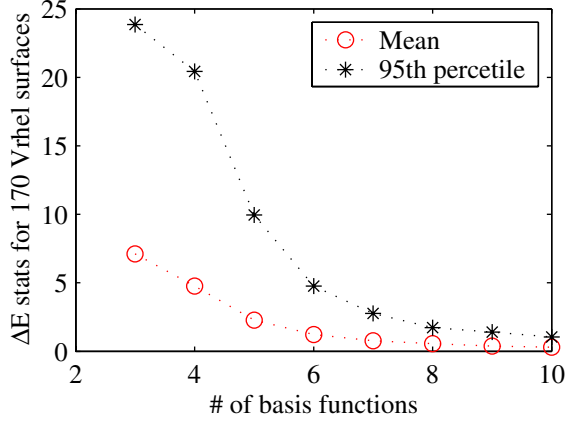 25
20
15
10
5
0
2
4
6
8
10
ΔE stats for 170 Vrhel surfaces
# of basis functions
Mean
95th percetile